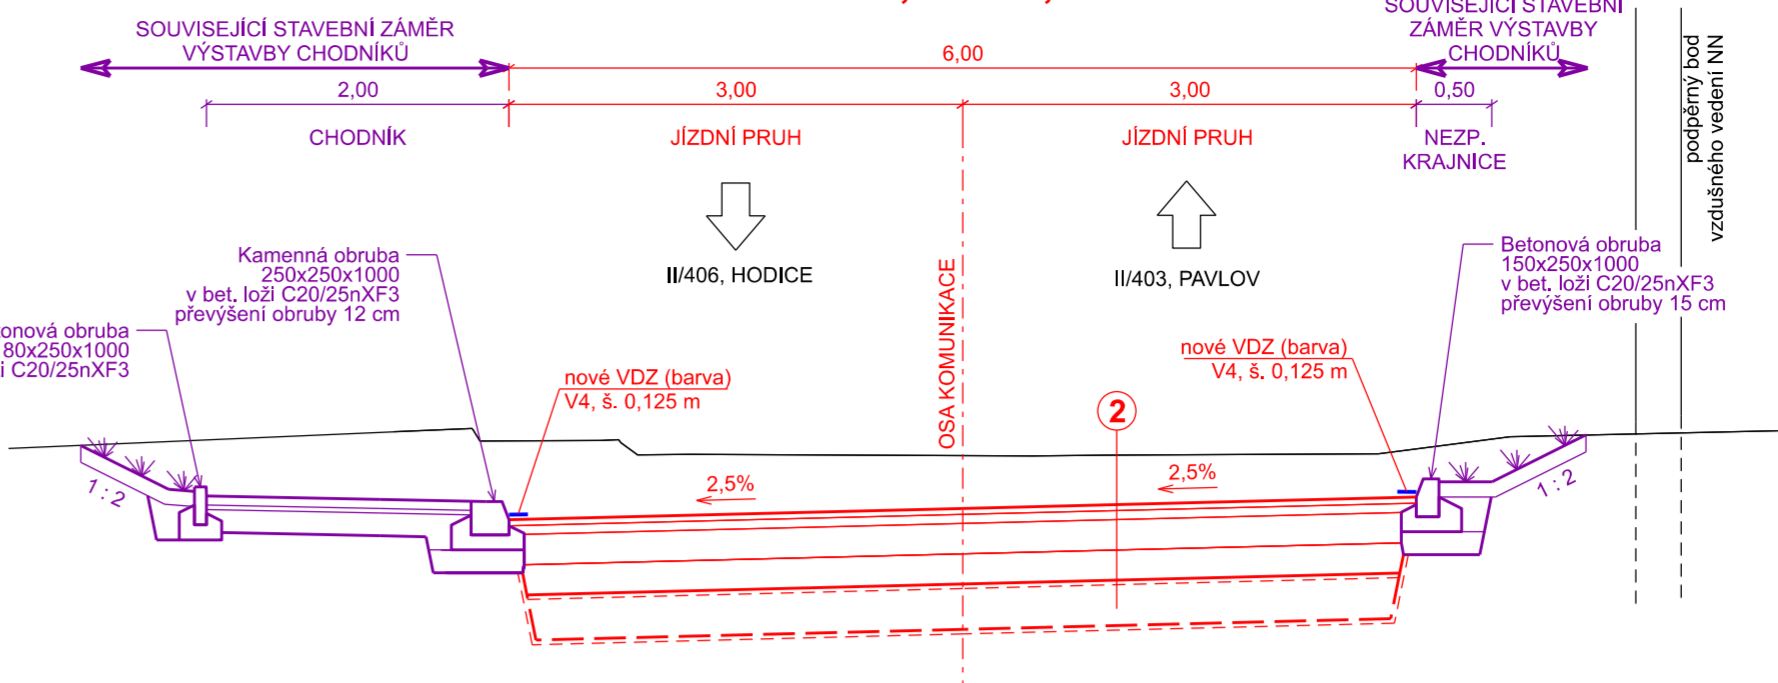 SOUVISEJÍCÍ STAVEBNÍ ZÁMĚR
VÝSTAVBY CHODNÍKŮ
SOUVISEJÍCÍ STAVEBNÍ
ZÁMĚR VÝSTAVBY
CHODNÍKŮ
6,00
2,00
3,00
3,00
0,50
CHODNÍK
JÍZDNÍ PRUH
JÍZDNÍ PRUH
NEZP.
KRAJNICE
podpěrný bod
vzdušného vedení NN
II/406, HODICE
II/403, PAVLOV
OSA KOMUNIKACE
Kamenná obruba
250x250x1000
v bet. loži C20/25nXF3
převýšení obruby 12 cm
Betonová obruba
150x250x1000
v bet. loži C20/25nXF3
převýšení obruby 15 cm
obruba
80x250x1000
C20/25nXF3
nové VDZ (barva)
V4, š. 0,125 m
nové VDZ (barva)
V4, š. 0,125 m
2
2,5%
2,5%
1 : 2
1 : 2